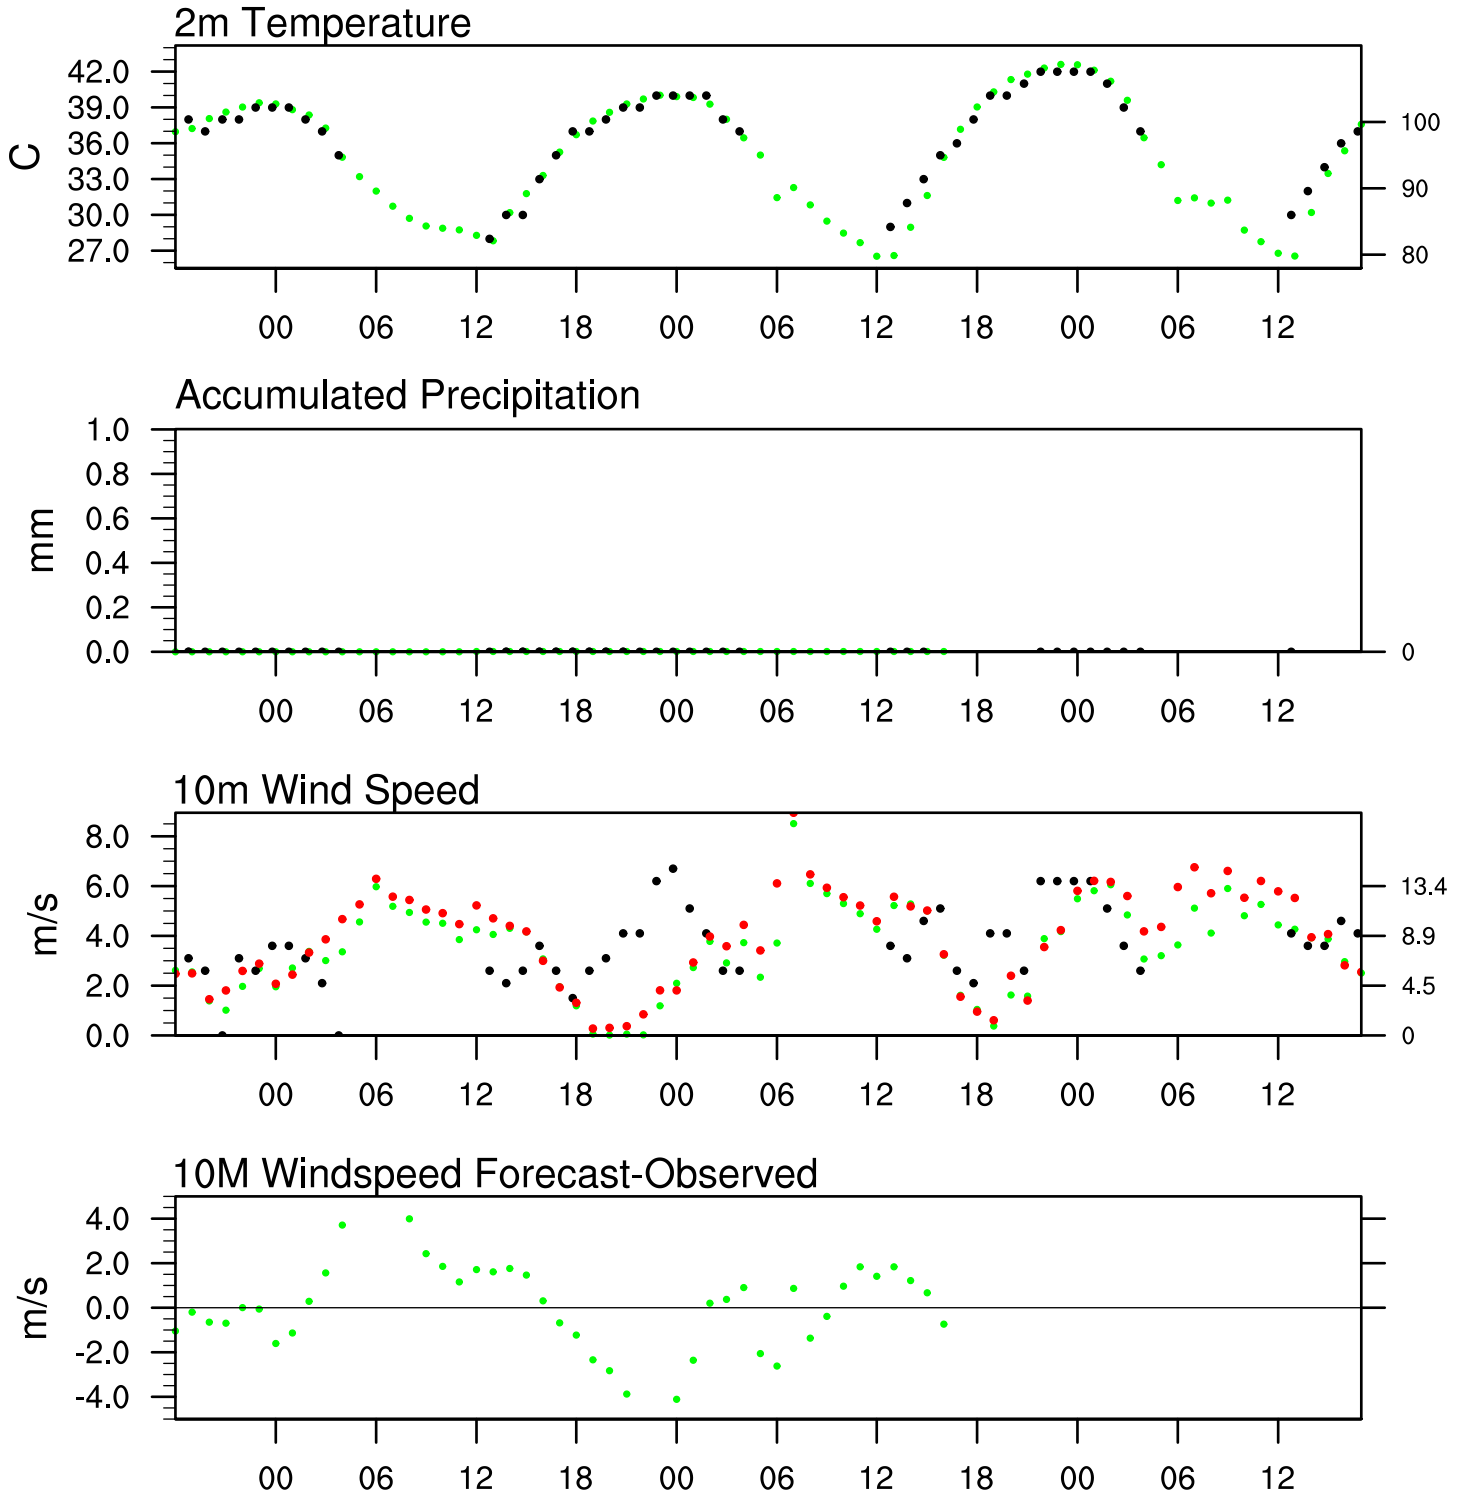 2m Temperature
42.0
39.0
36.0
33.0
30.0
27.0
C
100
90
80
00 06 12 18 00 06 12 18 00 06 12
Accumulated Precipitation
1.0
0.8
0.6
0.4
0.2
0.0
mm
0
00 06 12 18 00 06 12 18 00 06 12
10m Wind Speed
8.0
6.0
4.0
2.0
0.0
m/s
13.4
8.9
4.5
0
00 06 12 18 00 06 12 18 00 06 12
10M Windspeed Forecast-Observed
4.0
2.0
0.0
-2.0
-4.0
m/s
00 06 12 18 00 06 12 18 00 06 12